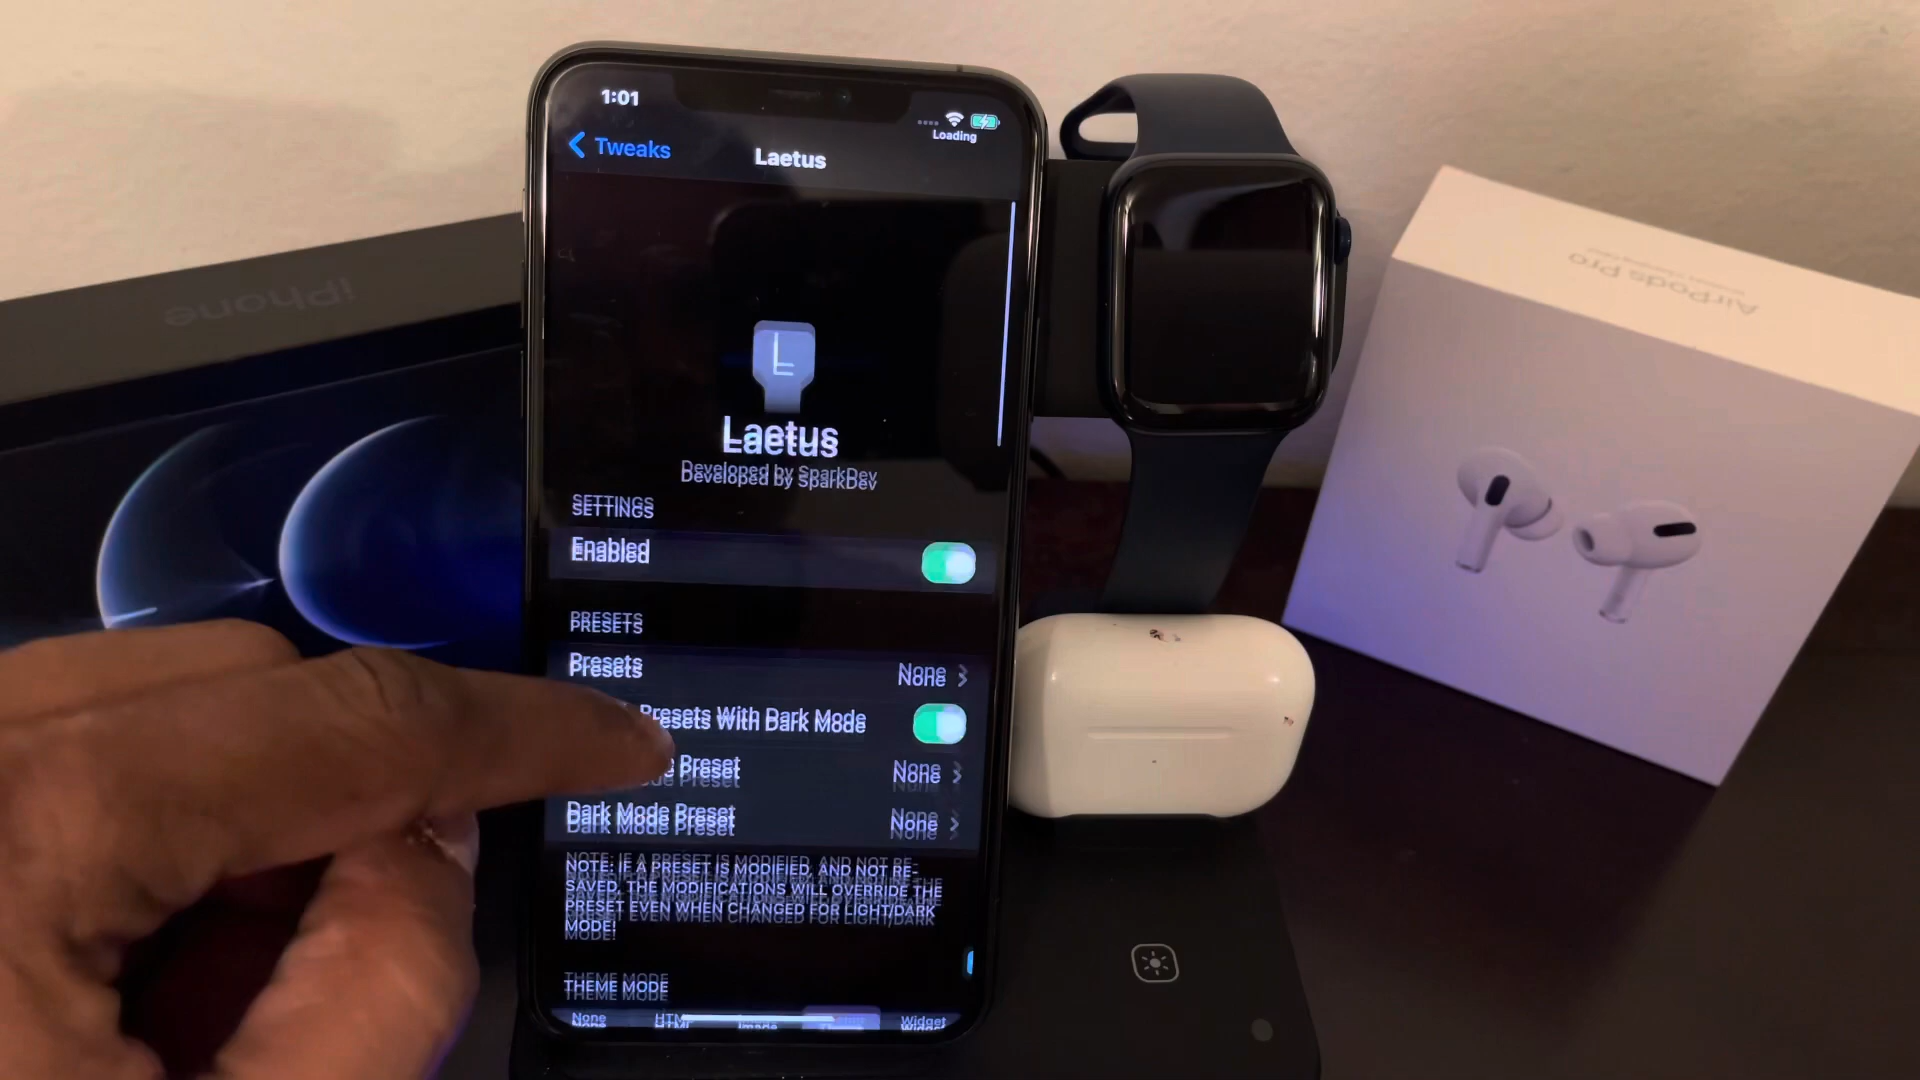 1:01
Loading
Tweaks
Laetus
L
Laetus
Developed by SparkDev
SETTINGS
Enabled
PRESETS
Presets
None
Presets With Dark Mode
Preset
None
Dark Mode Preset
None
NOTE: IF A PRESET IS MODIFIED, AND NOT RE-
SAVED, THE MODIFICATIONS WILL OVERRIDE THE
PRESET EVEN WHEN CHANGED FOR LIGHT/DARK
MODE!
THEME MODE
None
HTML
Image
Widget
iPhone
AirPods Pro